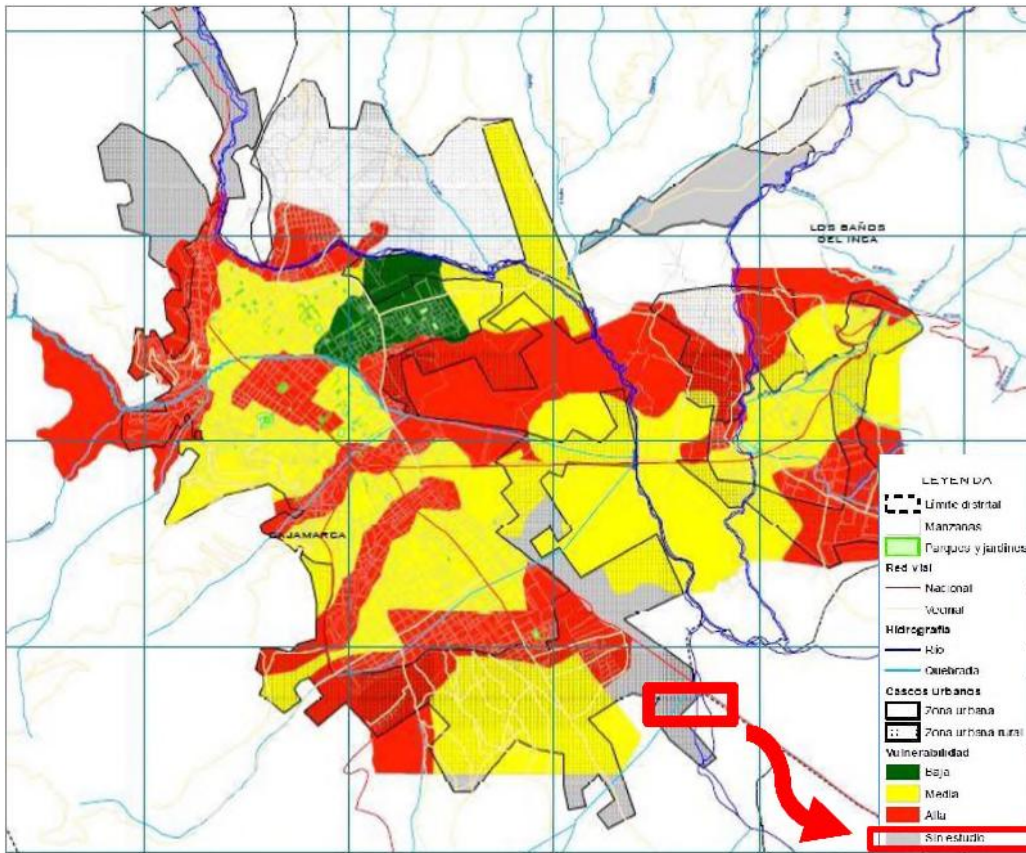 LOS BAÑOS
DEL INCA
CAJAMARCA
LEYENDA
Límite distrital
Manzanas
Parques y jardines
Red vial
Nacional
Vecinal
Hidrografía
Río
Quebrada
Cascos Urbanos
Zona urbana
Zona urbana rural
Vulnerabilidad
Baja
Media
Alta
Sin estudio